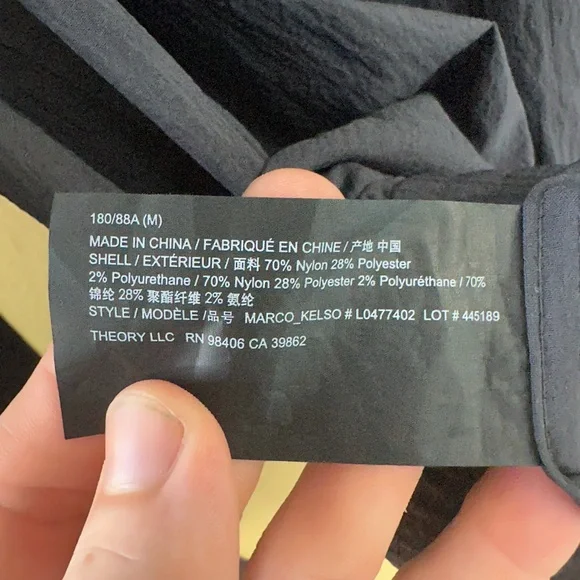 180/88A (M)
MADE IN CHINA / FABRIQUÉ EN CHINE / 产地 中国
SHELL / EXTÉRIEUR / 面料 70% Nylon 28% Polyester
2% Polyurethane / 70% Nylon 28% Polyester 2% Polyuréthane / 70%
锦纶 28% 聚酯纤维 2% 氨纶
STYLE / MODÈLE /品号 MARCO_KELSO # L0477402 LOT # 445189
THEORY LLC RN 98406 CA 39862